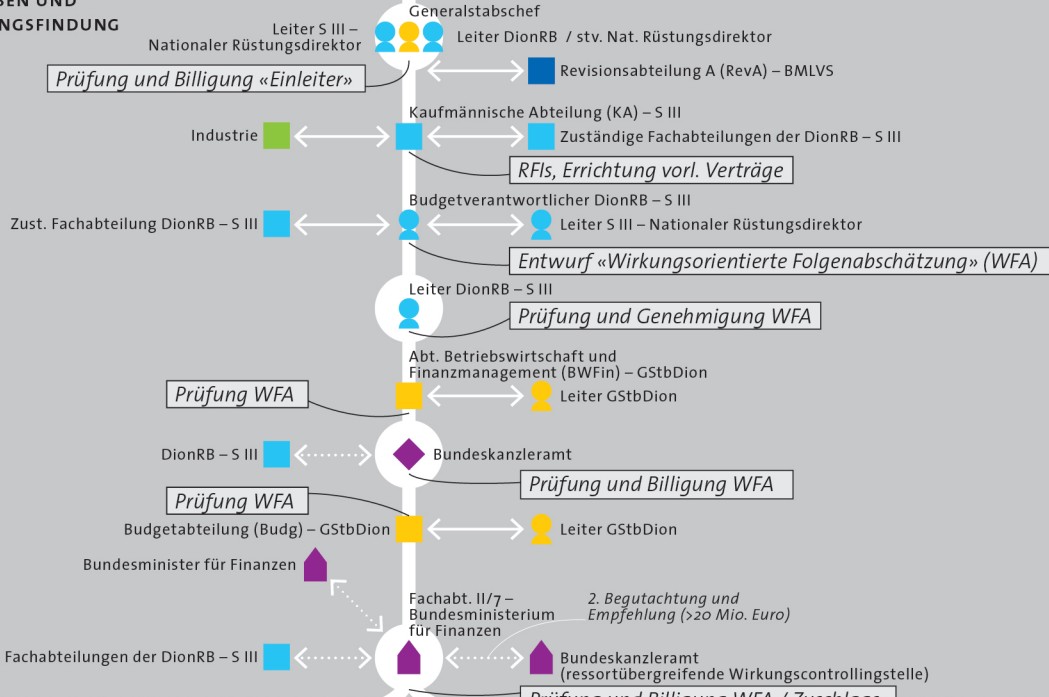 NGSFINDUNG
Generalstabschef
Leiter S III –
Nationaler Rüstungsdirektor
Leiter DionRB / stv. Nat. Rüstungsdirektor
Prüfung und Billigung «Einleiter»
Revisionsabteilung A (RevA) – BMLVS
Kaufmännische Abteilung (KA) – S III
Industrie
Zuständige Fachabteilungen der DionRB – S III
RFIs, Errichtung vorl. Verträge
Budgetverantwortlicher DionRB – S III
Zust. Fachabteilung DionRB – S III
Leiter S III – Nationaler Rüstungsdirektor
Entwurf «Wirkungsorientierte Folgenabschätzung» (WFA)
Leiter DionRB – S III
Prüfung und Genehmigung WFA
Abt. Betriebswirtschaft und
Finanzmanagement (BWFin) – GStbDion
Prüfung WFA
Leiter GStbDion
DionRB – S III
Bundeskanzleramt
Prüfung und Billigung WFA
Prüfung WFA
Budgetabteilung (Budg) – GStbDion
Leiter GStbDion
Bundesminister für Finanzen
Fachabt. II/7 –
Bundesministerium
für Finanzen
2. Begutachtung und
Empfehlung (>20 Mio. Euro)
Fachabteilungen der DionRB – S III
Bundeskanzleramt
(ressortübergreifende Wirkungscontrollingstelle)
Prüfung und Billigung WFA / Zuschlags-